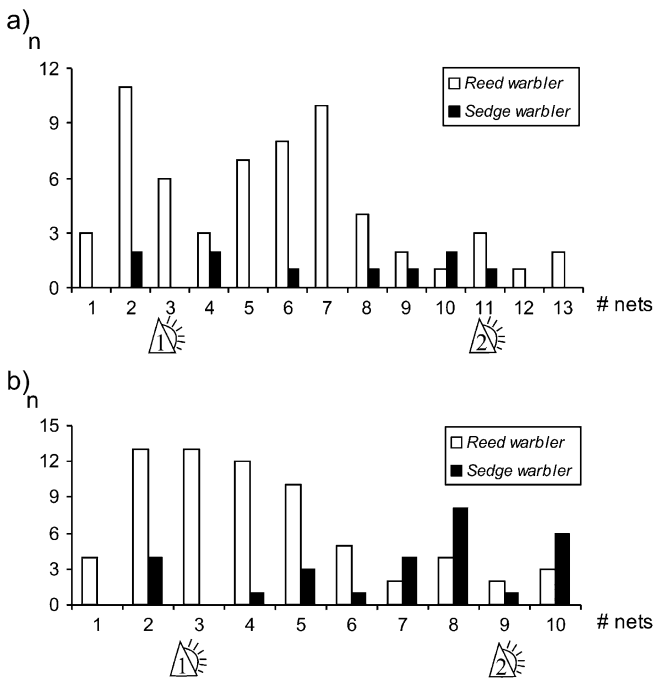 a)
n
12
9
6
3
0
Reed warbler
Sedge warbler
1 2 3 4 5 6 7 8 9 10 11 12 13 # nets
1 2
b)
n
15
12
9
6
3
0
Reed warbler
Sedge warbler
1 2 3 4 5 6 7 8 9 10 # nets
1 2